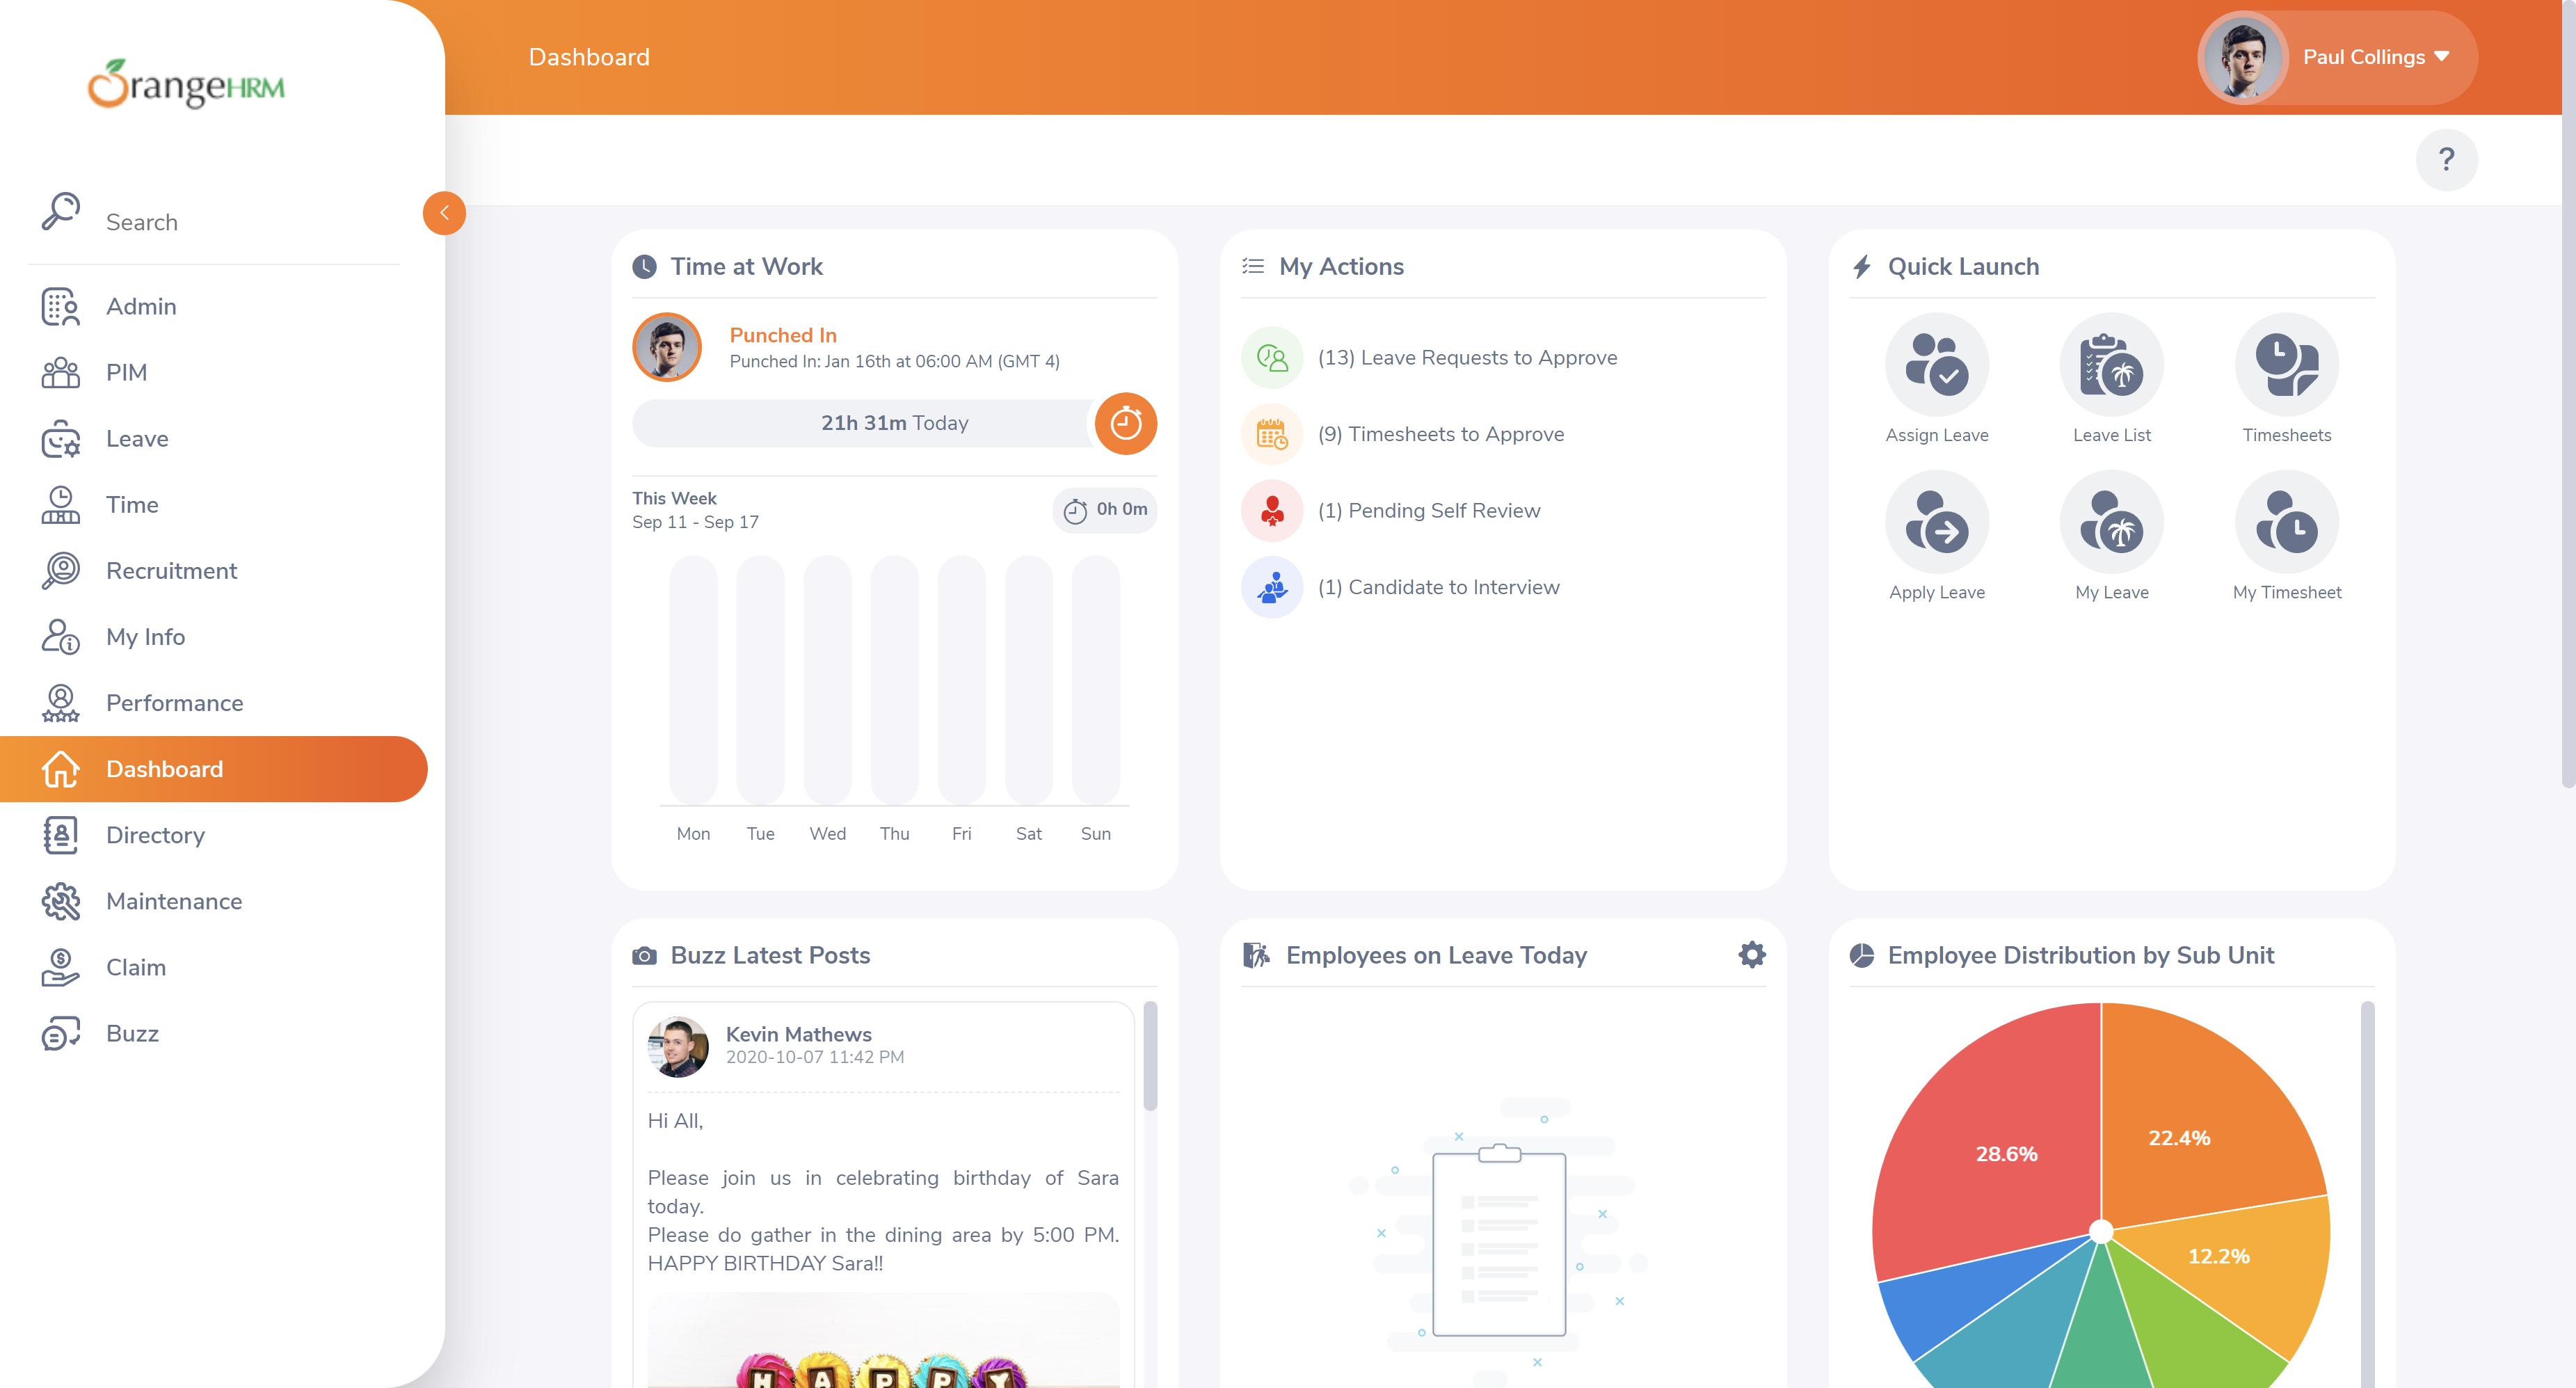 OrangeHRM
Search
Admin
PIM
Leave
Time
Recruitment
My Info
Performance
Dashboard
Directory
Maintenance
Claim
Buzz
Dashboard
Paul Collings
?
Time at Work
Punched In
Punched In: Jan 16th at 06:00 AM (GMT 4)
21h 31m Today
This Week
Sep 11 - Sep 17
0h 0m
Mon Tue Wed Thu Fri Sat Sun
My Actions
(13) Leave Requests to Approve
(9) Timesheets to Approve
(1) Pending Self Review
(1) Candidate to Interview
Quick Launch
Assign Leave
Leave List
Timesheets
Apply Leave
My Leave
My Timesheet
Buzz Latest Posts
Kevin Mathews
2020-10-07 11:42 PM
Hi All,
Please join us in celebrating birthday of Sara
today.
Please do gather in the dining area by 5:00 PM.
HAPPY BIRTHDAY Sara!!
HAPPY
Employees on Leave Today
Employee Distribution by Sub Unit
28.6%
22.4%
12.2%